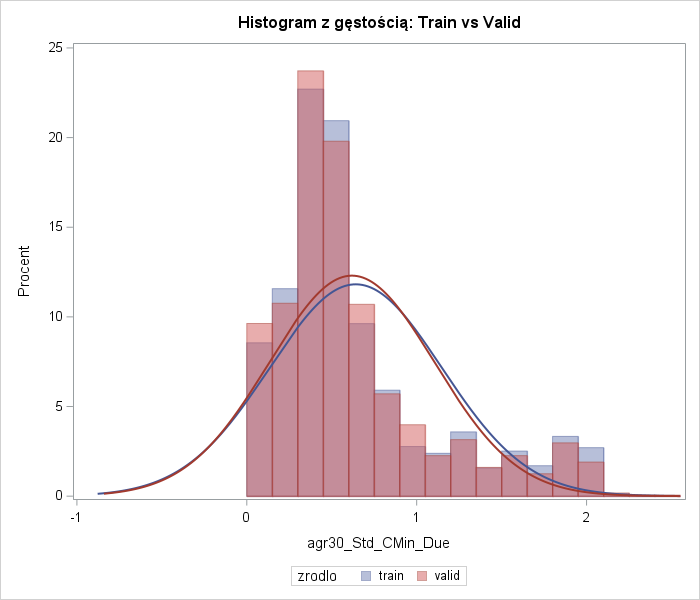 Histogram z gęstością: Train vs Valid
25
20
15
10
5
0
Procent
-1 0 1 2
agr30_Std_CMin_Due
zrodlo train valid